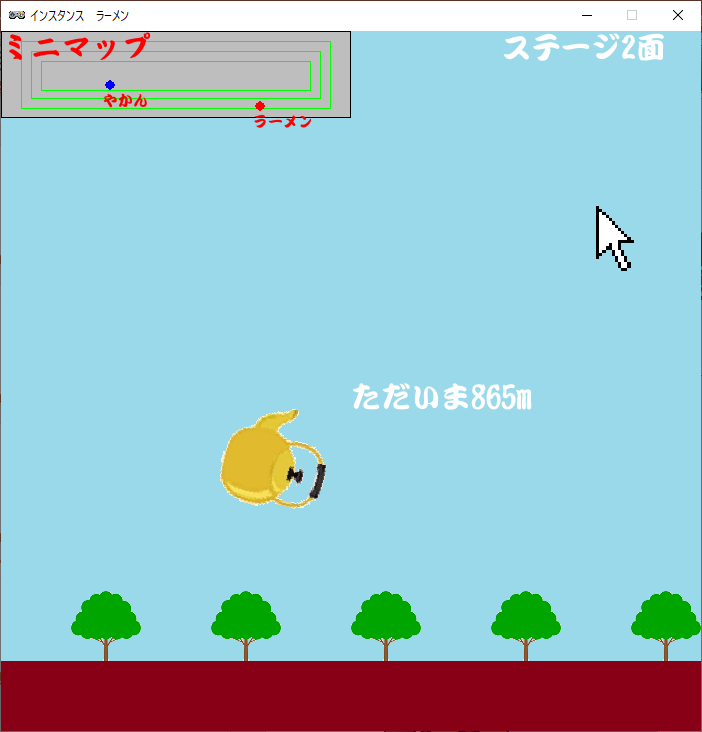 インスタンス　ラーメン
ミニマップ
ステージ2面
やかん
ラーメン
ただいま865m